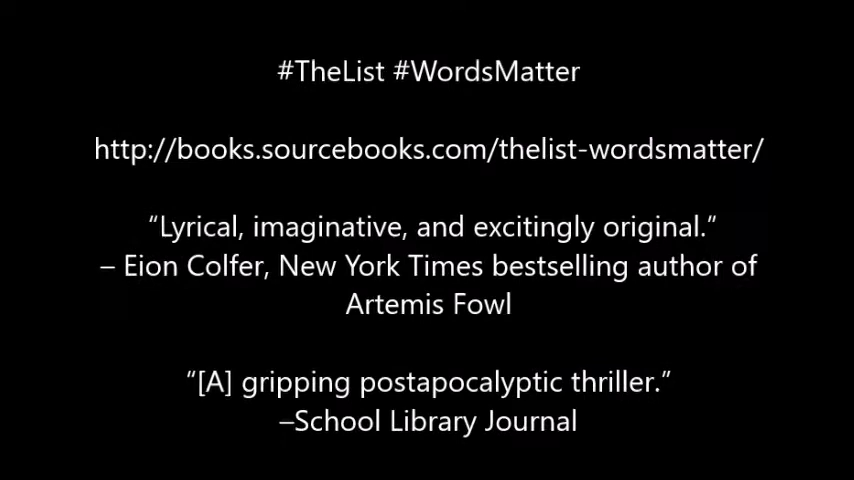 #TheList #WordsMatter
http://books.sourcebooks.com/thelist-wordsmatter/
“Lyrical, imaginative, and excitingly original.”
– Eion Colfer, New York Times bestselling author of
Artemis Fowl
“[A] gripping postapocalyptic thriller.”
–School Library Journal